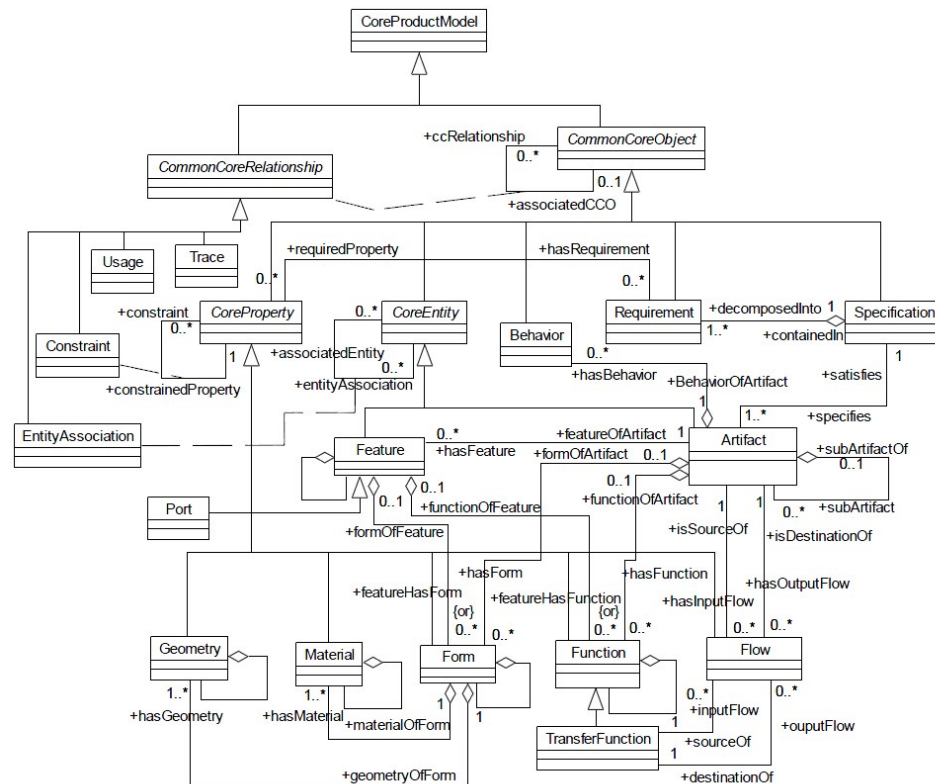 CoreProductModel
+ccRelationship
0..*
CommonCoreObject
CommonCoreRelationship
0..1
+associatedCCO
+requiredProperty
+hasRequirement
Usage
Trace
0..*
0..*
0..*
+constraint
0..*
CoreProperty
CoreEntity
Behavior
Requirement
+decomposedInto
1
Specification
1..*
+containedIn
Constraint
1
+associatedEntity
0..*
1
+constrainedProperty
+entityAssociation
0..*
+hasBehavior
+BehaviorOfArtifact
+satisfies
1
1..*
+specifies
EntityAssociation
Feature
0..*
+hasFeature
+featureOfArtifact
1
Artifact
+formOfArtifact
0..1
+subArtifactOf
0..1
0..1
0..1
0..1
+functionOfFeature
+functionOfArtifact
1
1
0..*
+subArtifact
Port
+formOfFeature
+isSourceOf
+isDestinationOf
+hasForm
+hasFunction
+hasOutputFlow
+featureHasForm
+featureHasFunction
+hasInputFlow
{or}
{or}
0..*
0..*
0..*
0..*
0..*
0..*
Geometry
Material
Form
Function
Flow
1..*
1..*
1
1
0..*
0..*
+hasGeometry
+hasMaterial
+materialOfForm
1
+inputFlow
+ouputFlow
TransferFunction
+sourceOf
1
+geometryOfForm
+destinationOf